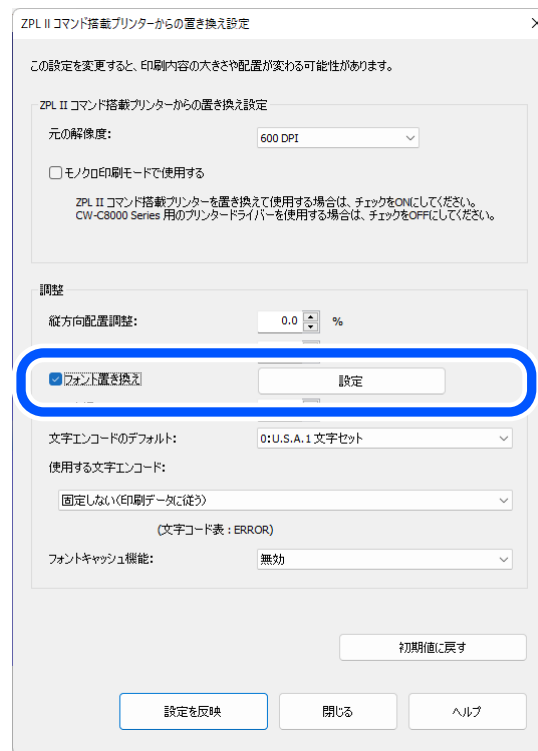 ZPL II コマンド搭載プリンターからの置き換え設定
この設定を変更すると、印刷内容の大きさや配置が変わる可能性があります。
ZPL II コマンド搭載プリンターからの置き換え設定
元の解像度: 600 DPI
モノクロ印刷モードで使用する
ZPL II コマンド搭載プリンターを置き換えて使用する場合は、チェックをONにしてください。
CW-C8000 Series 用のプリンタードライバーを使用する場合は、チェックをOFFにしてください。
調整
縦方向配置調整: 0.0 %
フォント置き換え 設定
文字エンコードのデフォルト: 0:U.S.A.1 文字セット
使用する文字エンコード:
固定しない(印刷データに従う)
(文字コード表 : ERROR)
フォントキャッシュ機能: 無効
初期値に戻す
設定を反映 閉じる ヘルプ